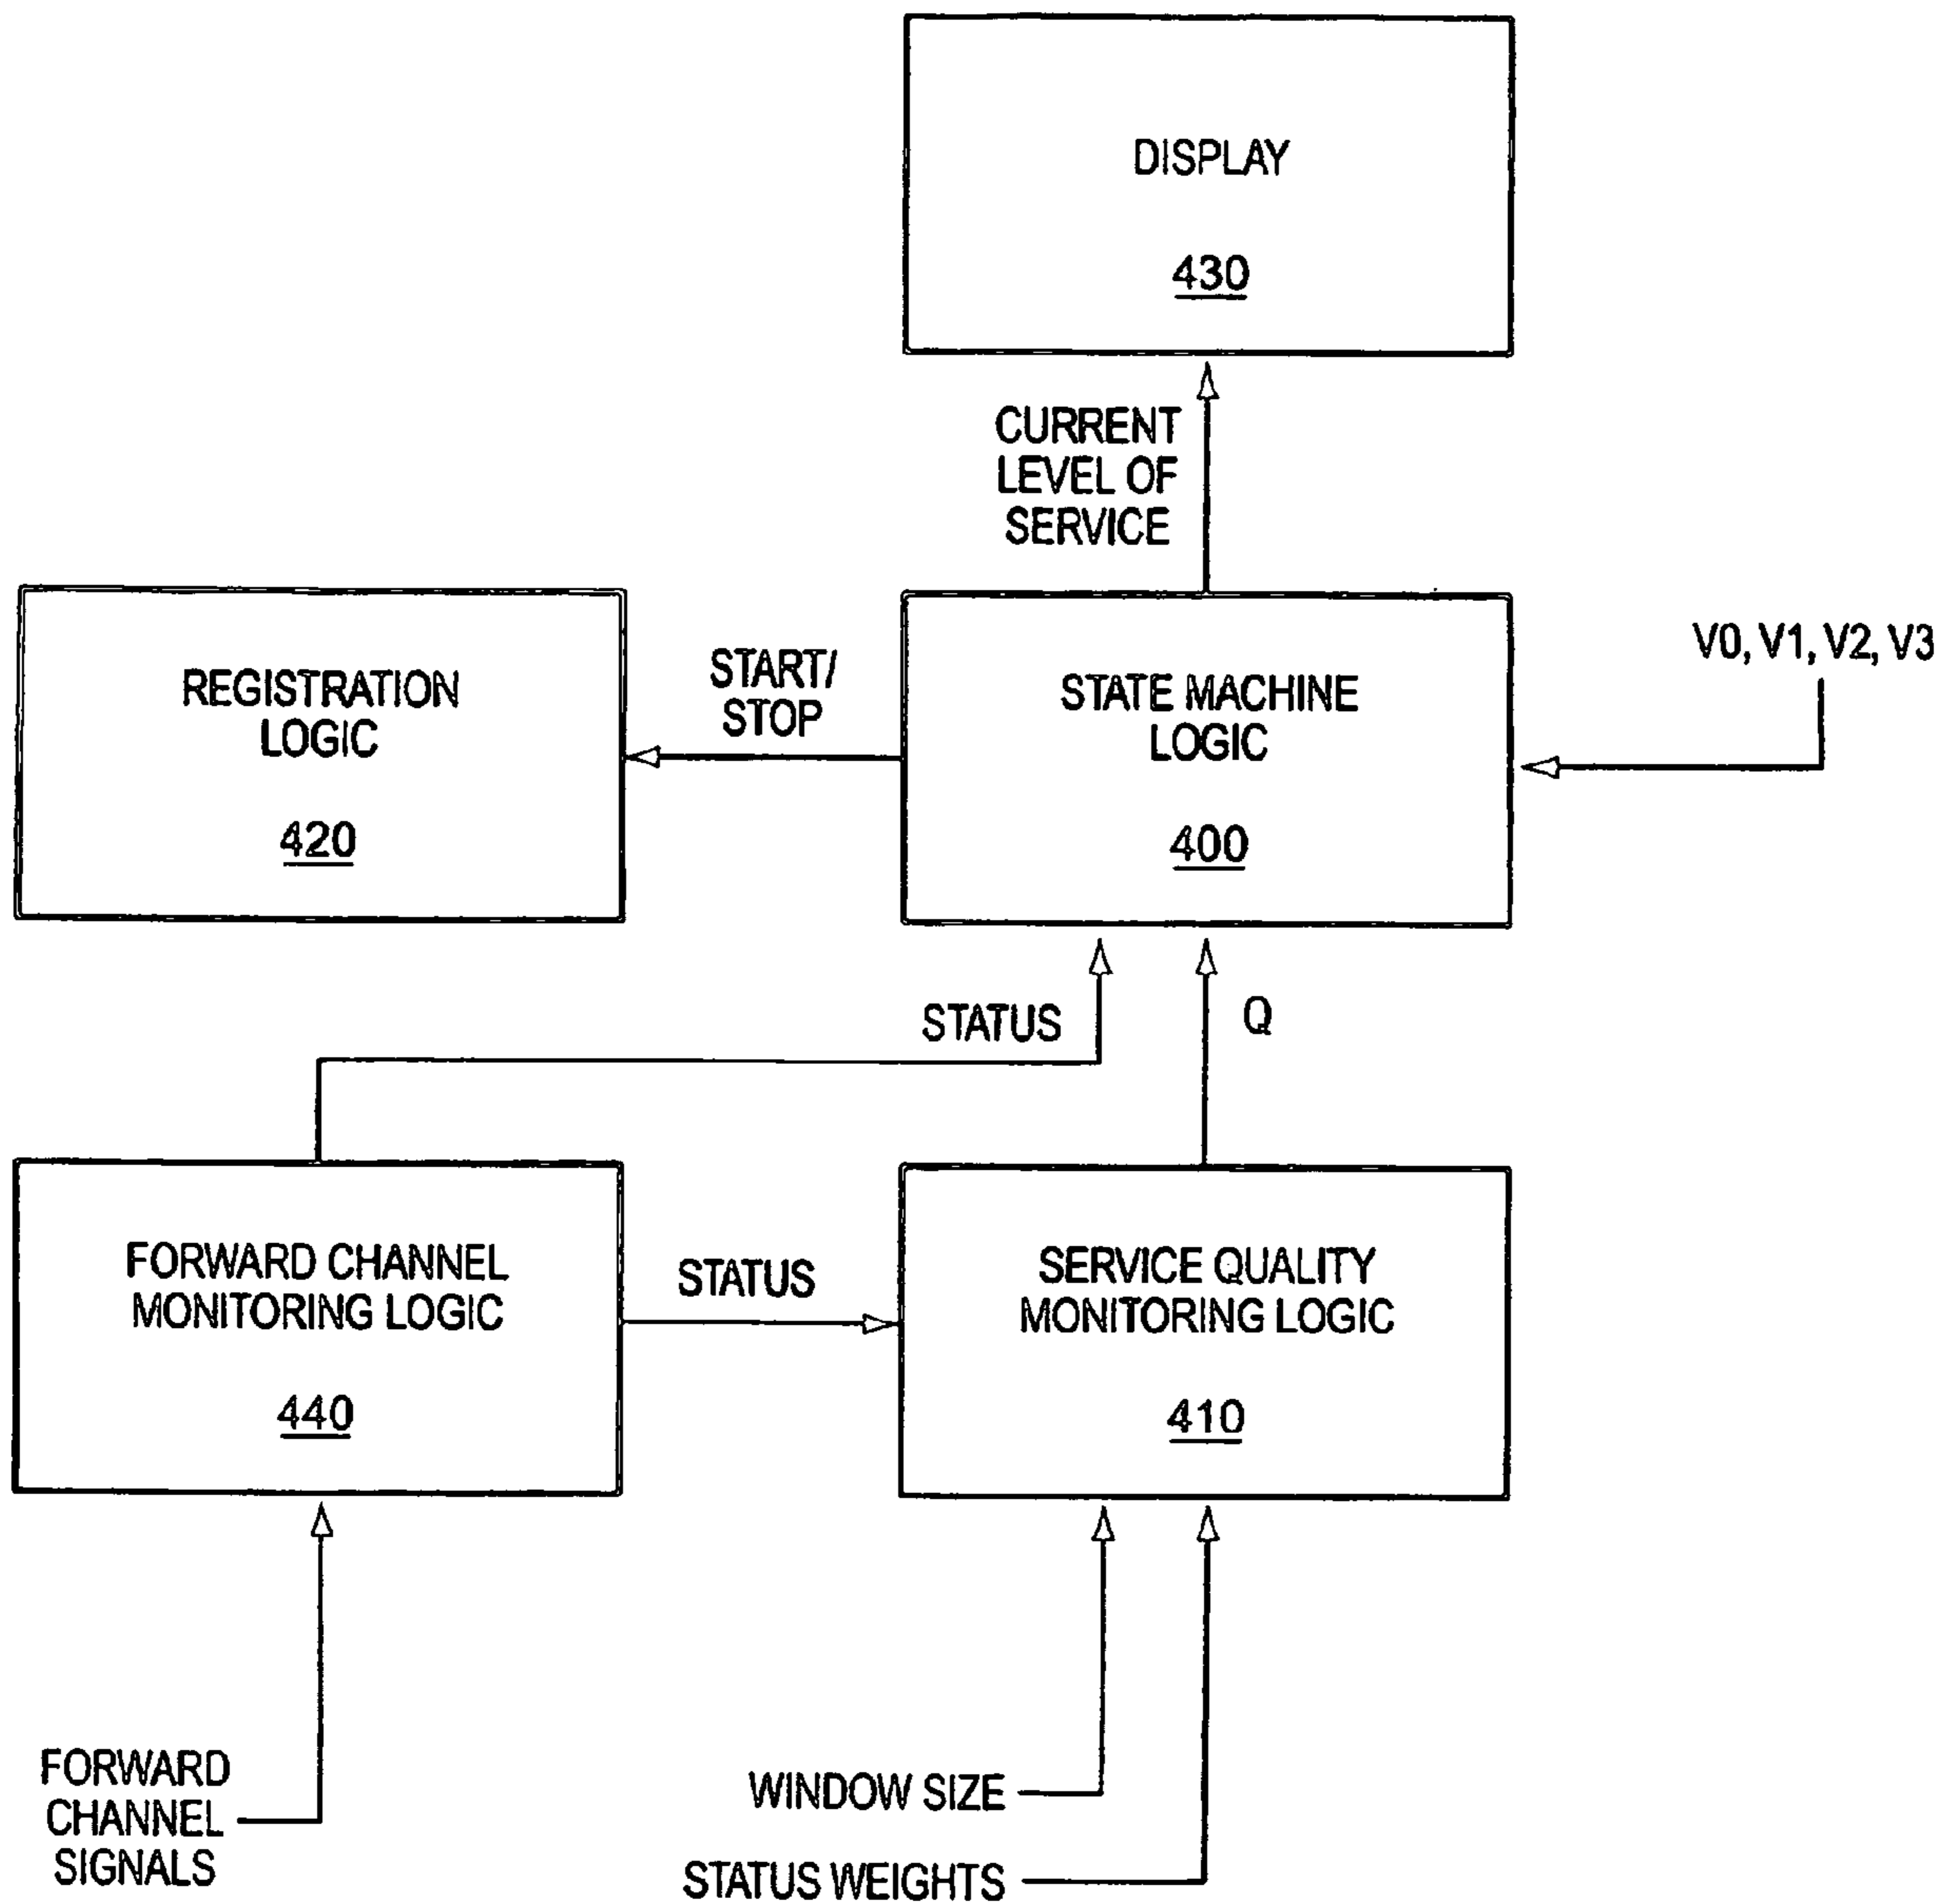 DISPLAY
430
CURRENT
LEVEL OF
SERVICE
REGISTRATION
LOGIC
420
START/
STOP
STATE MACHINE
LOGIC
400
V0, V1, V2, V3
STATUS
Q
FORWARD CHANNEL
MONITORING LOGIC
440
STATUS
SERVICE QUALITY
MONITORING LOGIC
410
FORWARD
CHANNEL
SIGNALS
WINDOW SIZE
STATUS WEIGHTS